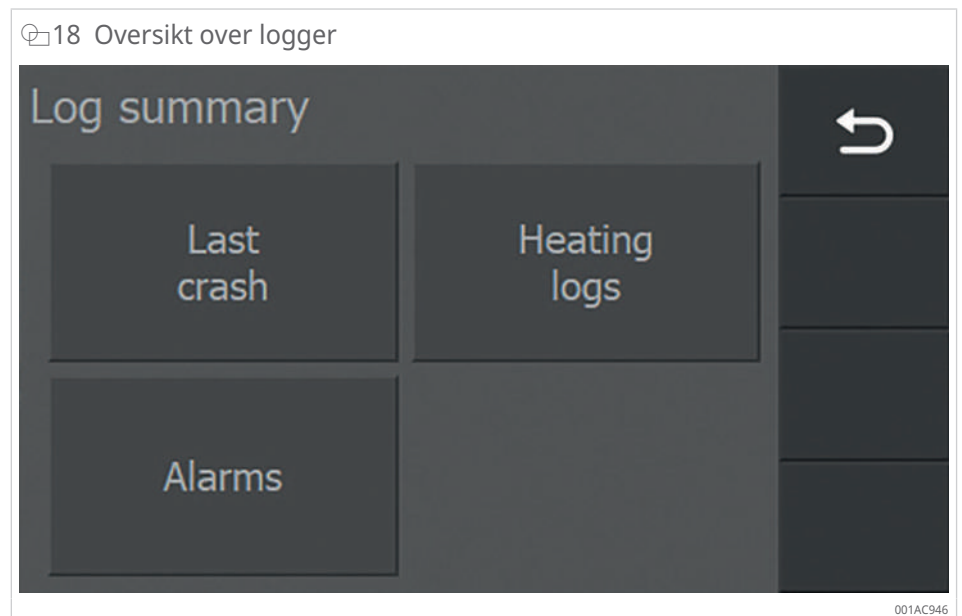 18 Oversikt over logger
Log summary
Last
crash
Heating
logs
Alarms
001AC946